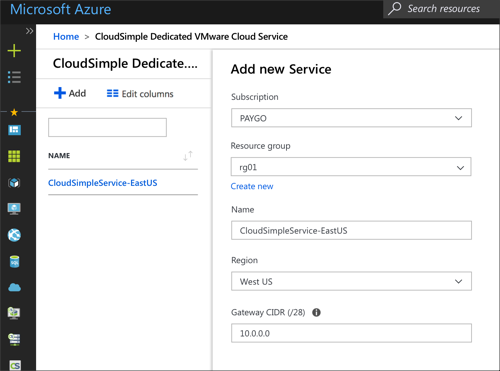 Microsoft Azure
Search resources
Home > CloudSimple Dedicated VMware Cloud Service
CloudSimple Dedicate....
+ Add
Edit columns
NAME
CloudSimpleService-EastUS
Add new Service
Subscription
PAYGO
Resource group
rg01
Create new
Name
CloudSimpleService-EastUS
Region
West US
Gateway CIDR (/28)
10.0.0.0